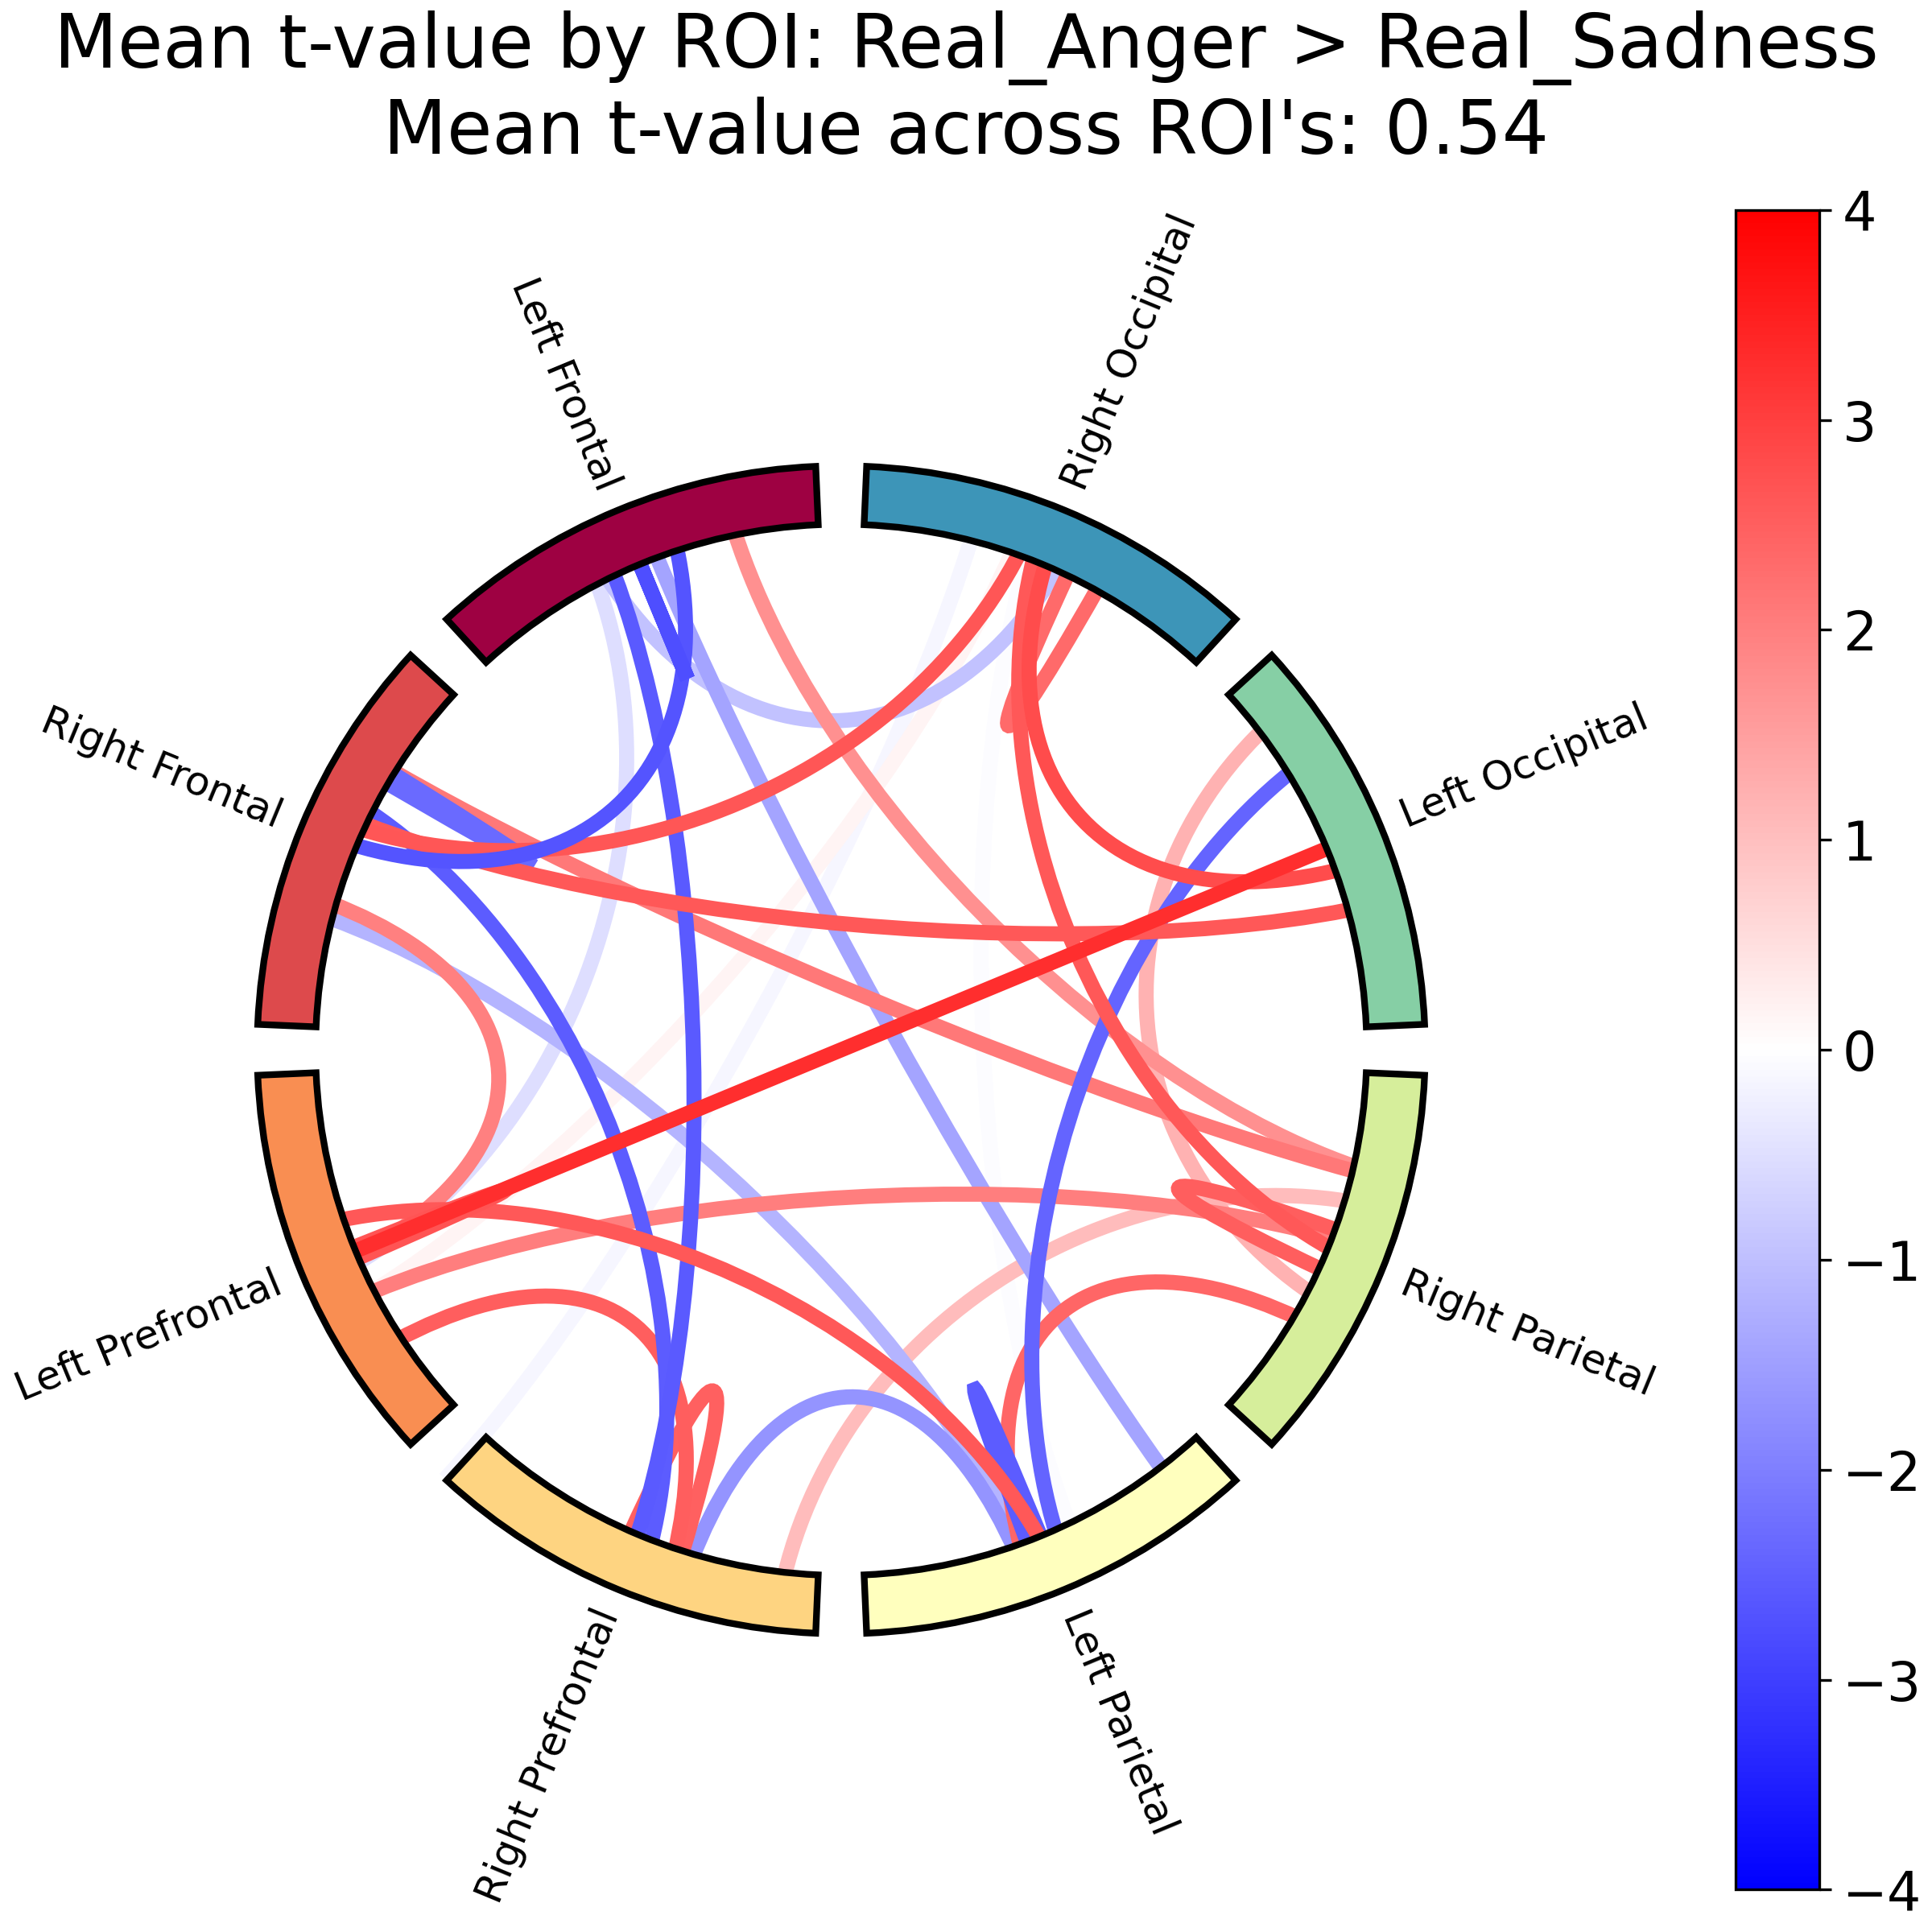 Mean t-value by ROI: Real_Anger > Real_Sadness
Mean t-value across ROI's: 0.54
Left Frontal
Right Occipital
Right Frontal
Left Occipital
Left Prefrontal
Right Parietal
Right Prefrontal
Left Parietal
4
3
2
1
0
−1
−2
−3
−4